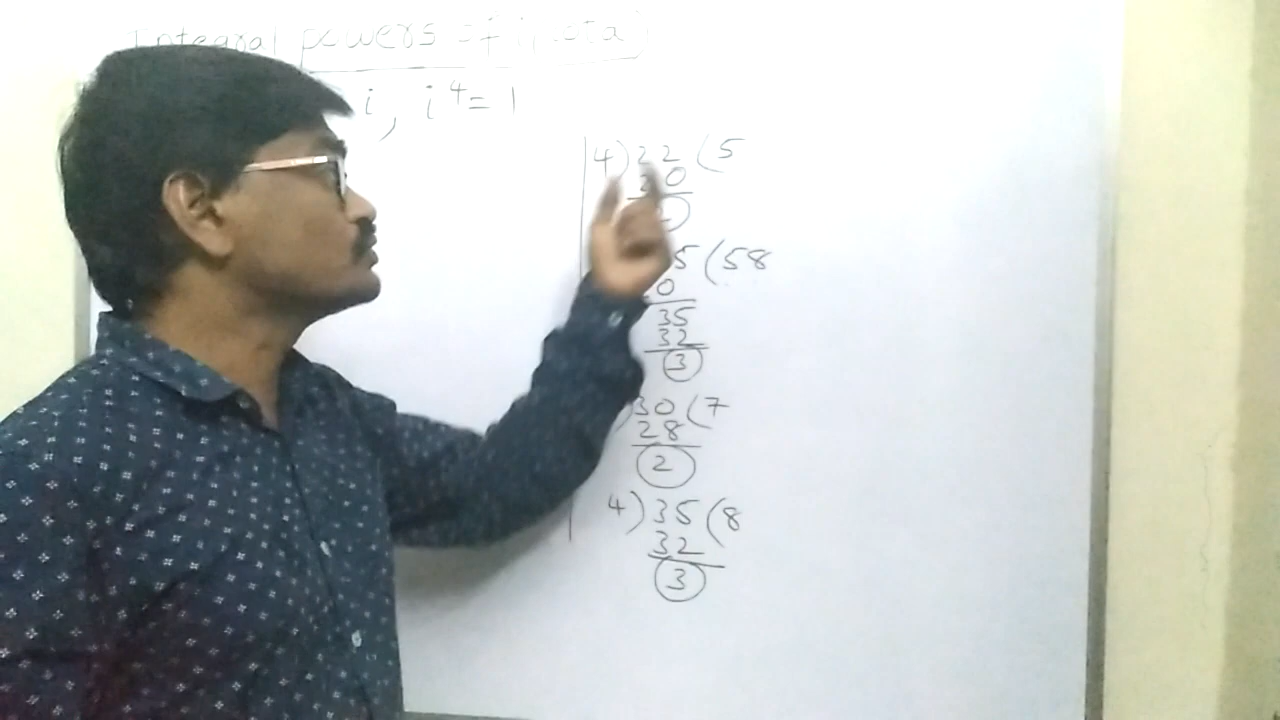 Integral powers of i (iota)
i, i⁴ = 1
4) 22 (5
20
5 (58
0
35
32
3
) 30 (7
28
2
4) 35 (8
32
3